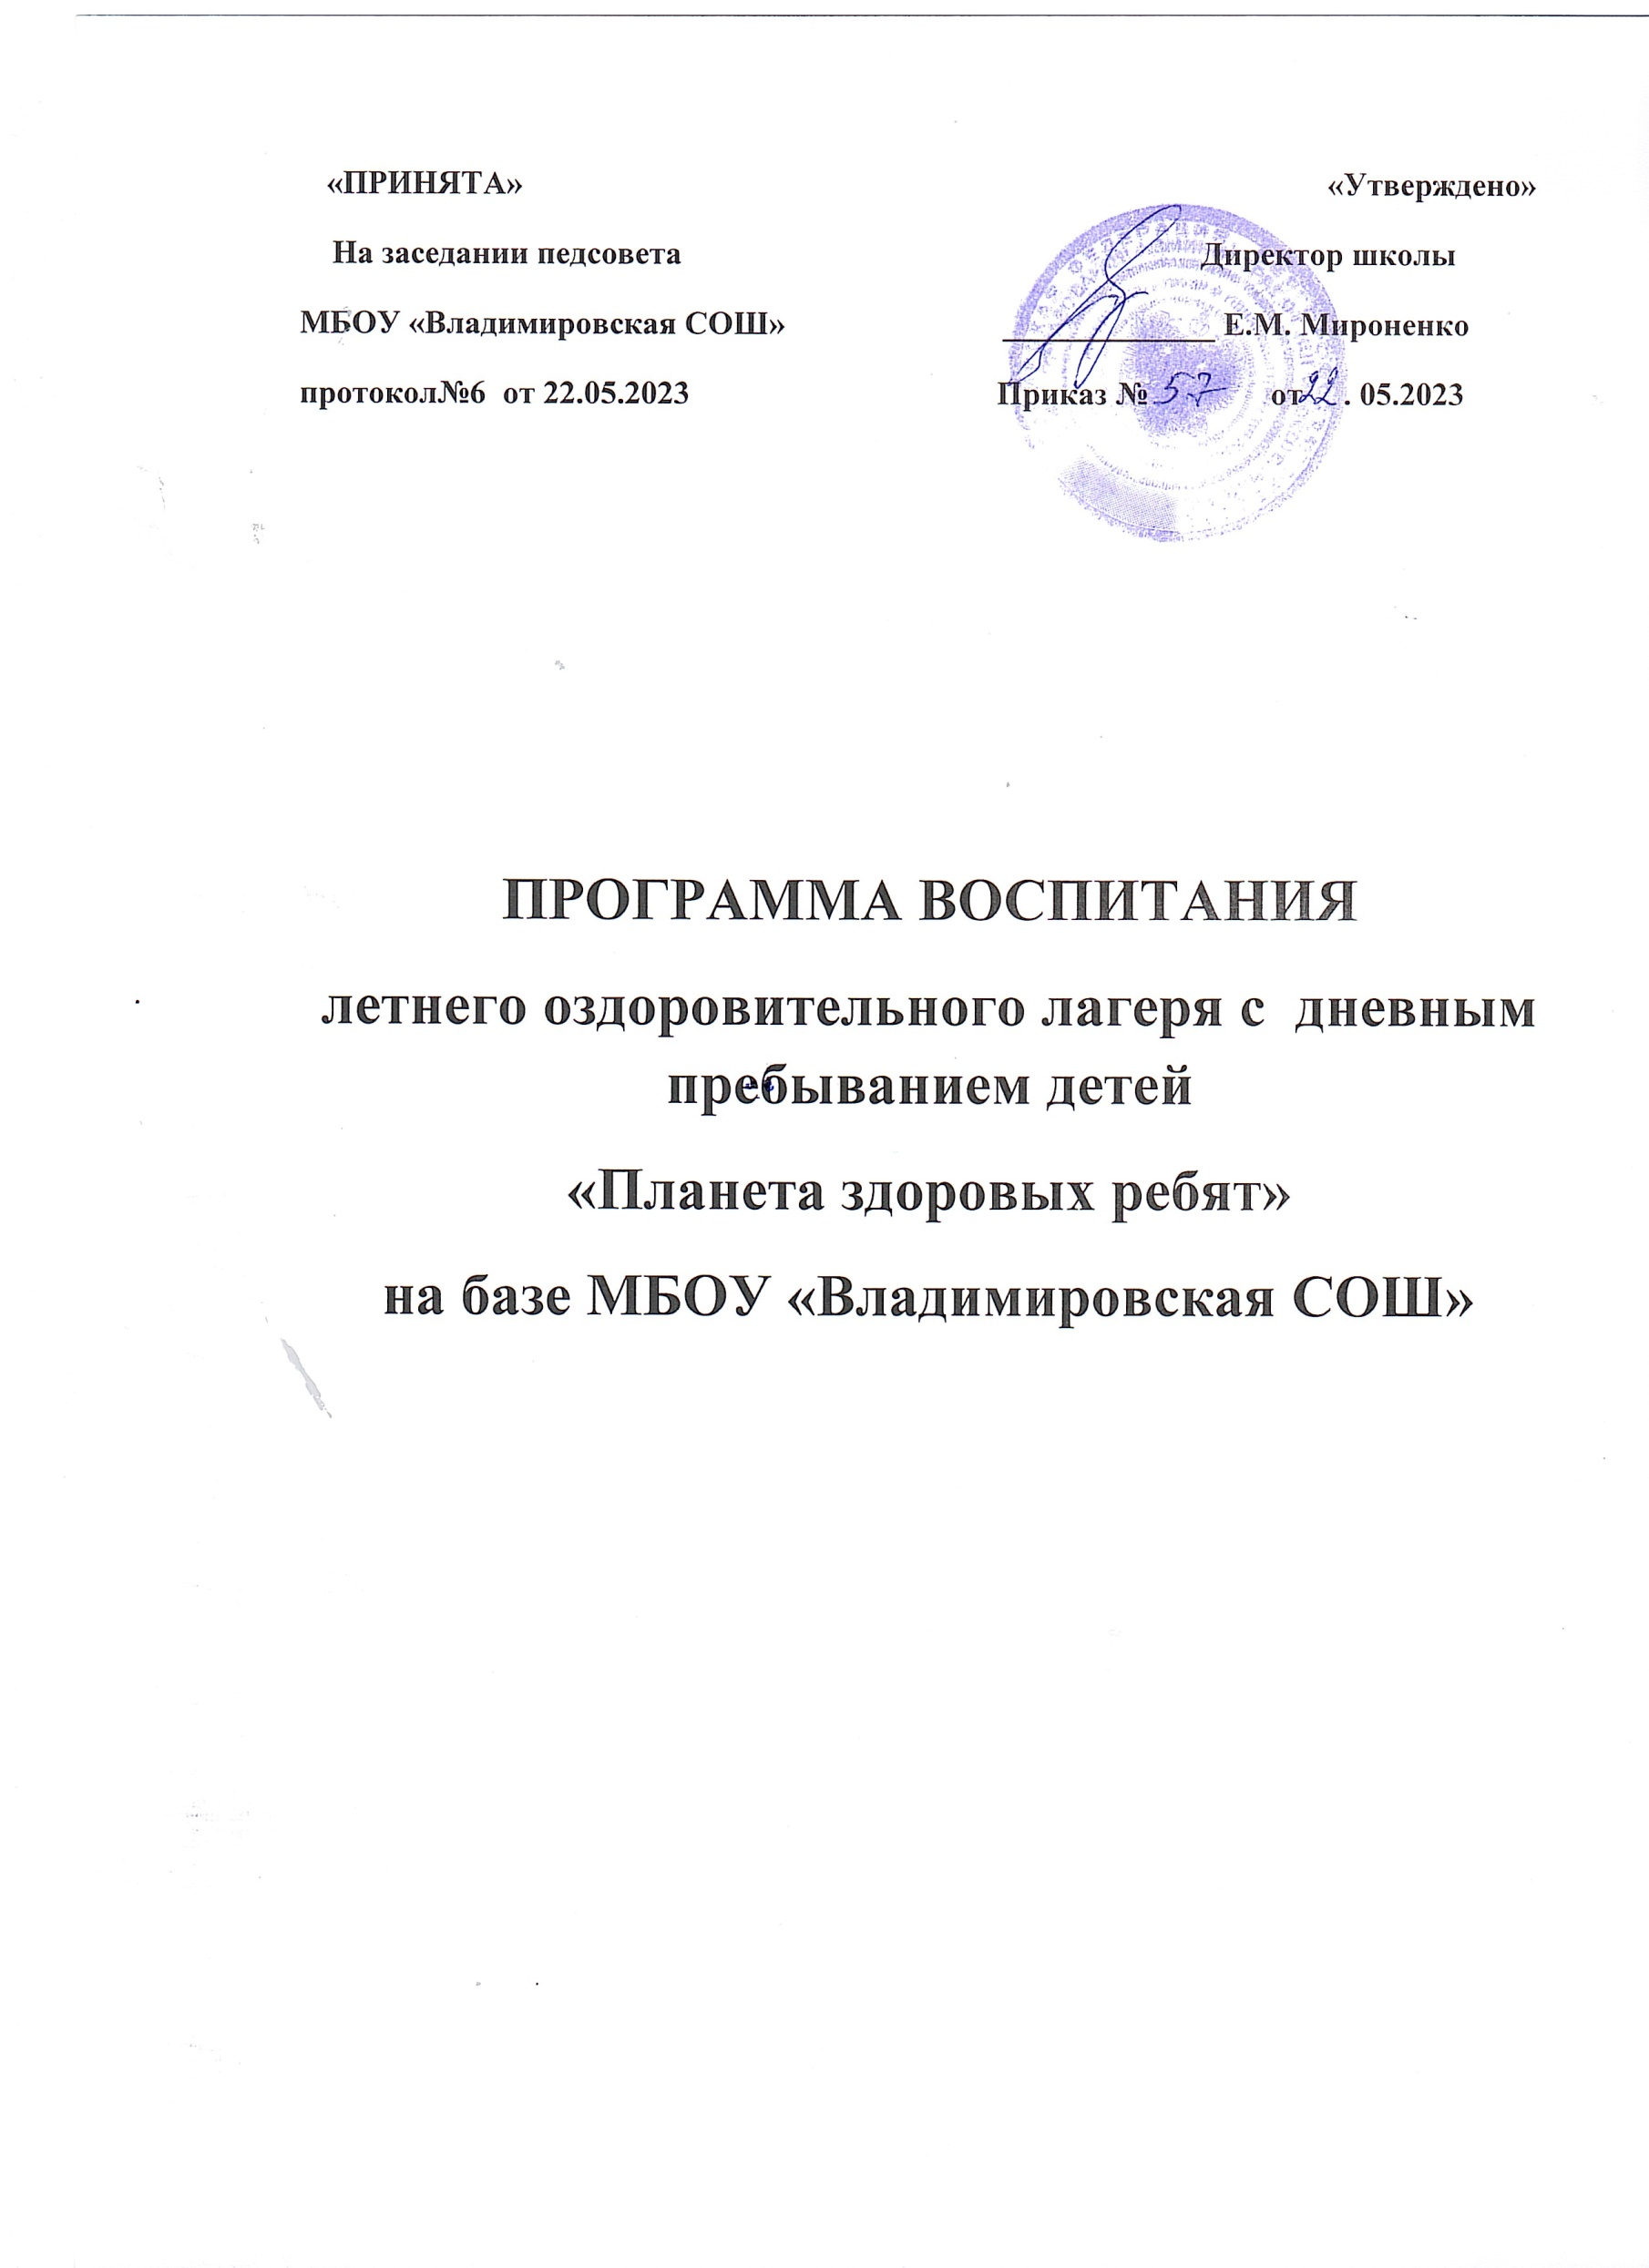 «ПРИНЯТА»
На заседании педсовета
МБОУ «Владимировская СОШ»
протокол№6 от 22.05.2023
«Утверждено»
Директор школы
Е.М. Мироненко
Приказ № 57 от 22 . 05.2023
ПРОГРАММА ВОСПИТАНИЯ
летнего оздоровительного лагеря с дневным
пребыванием детей
«Планета здоровых ребят»
на базе МБОУ «Владимировская СОШ»